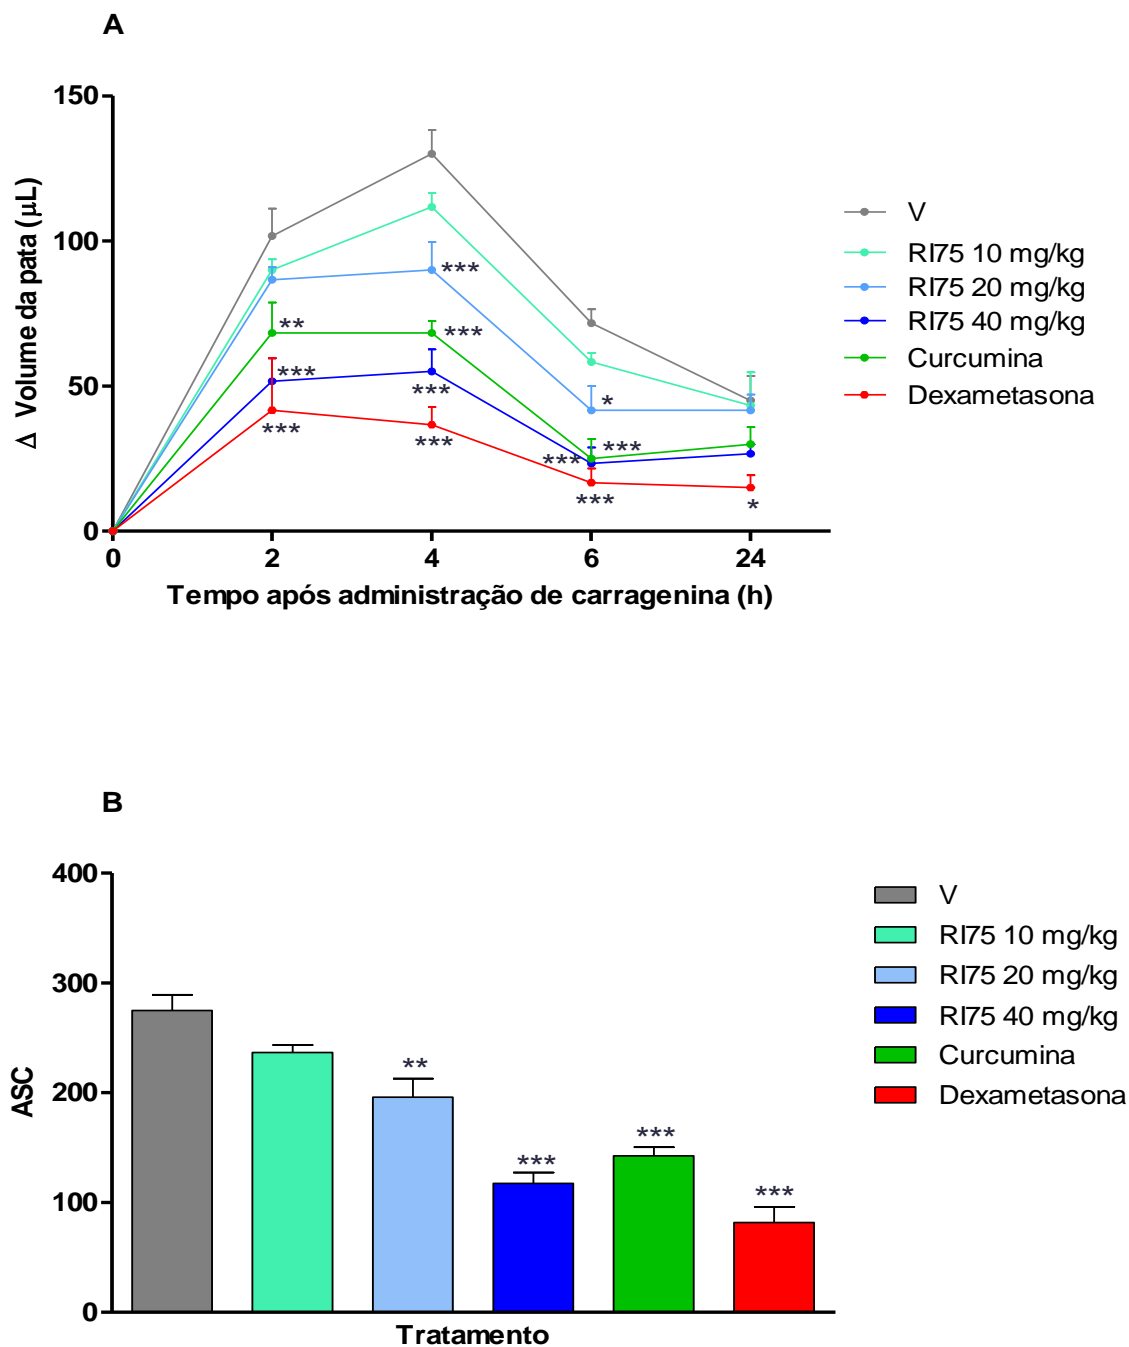 A
150
100
50
0
Δ Volume da pata (µL)
***
**
***
***
***
***
***
*
***
***
***
*
0 2 4 6 24
Tempo após administração de carragenina (h)
V
RI75 10 mg/kg
RI75 20 mg/kg
RI75 40 mg/kg
Curcumina
Dexametasona
B
400
300
200
100
0
ASC
**
***
***
***
Tratamento
V
RI75 10 mg/kg
RI75 20 mg/kg
RI75 40 mg/kg
Curcumina
Dexametasona